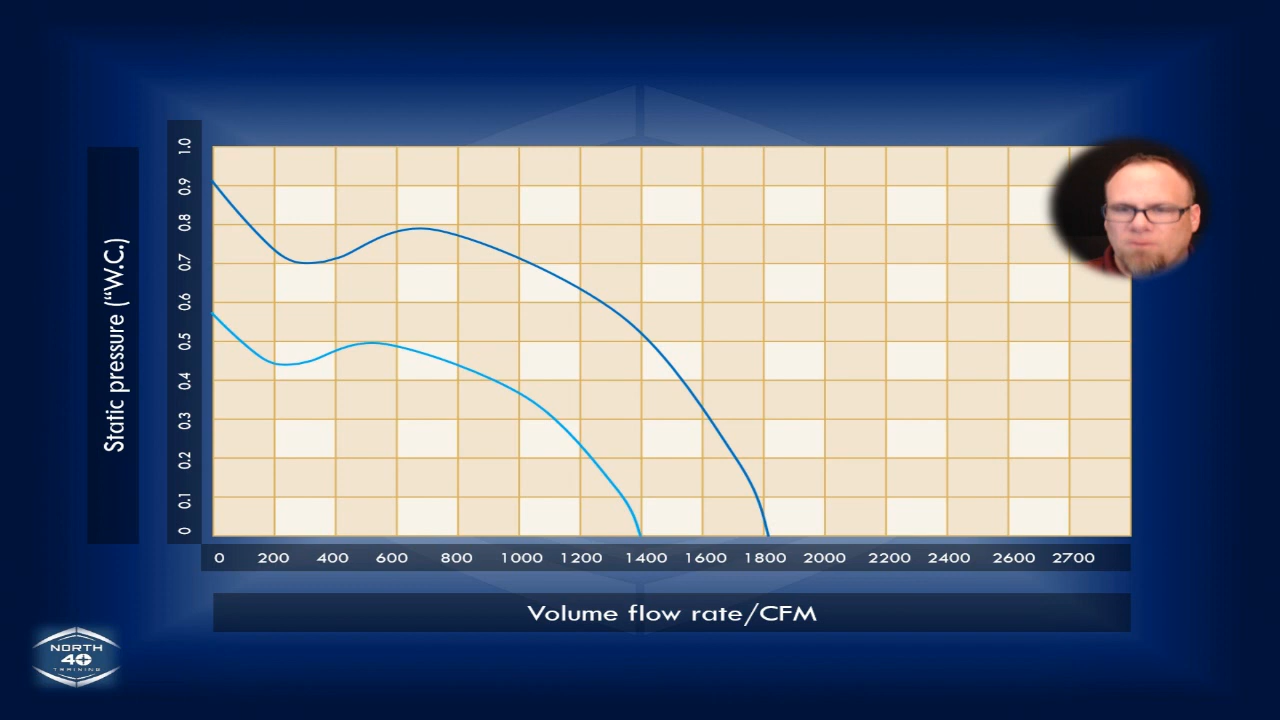 Static pressure (“W.C.)
1.0
0.9
0.8
0.7
0.6
0.5
0.4
0.3
0.2
0.1
0
0 200 400 600 800 1000 1200 1400 1600 1800 2000 2200 2400 2600 2700
Volume flow rate/CFM
NORTH
40
TRAINING